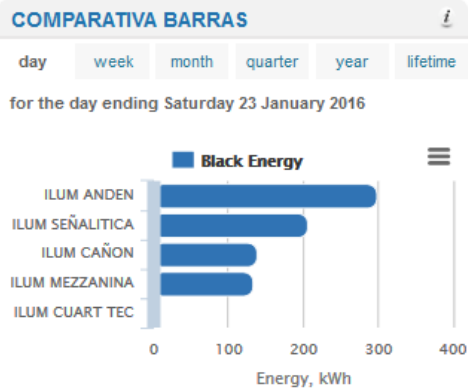 COMPARATIVA BARRAS i
day week month quarter year lifetime
for the day ending Saturday 23 January 2016
Black Energy
ILUM ANDEN
ILUM SEÑALITICA
ILUM CAÑON
ILUM MEZZANINA
ILUM CUART TEC
0 100 200 300 400
Energy, kWh